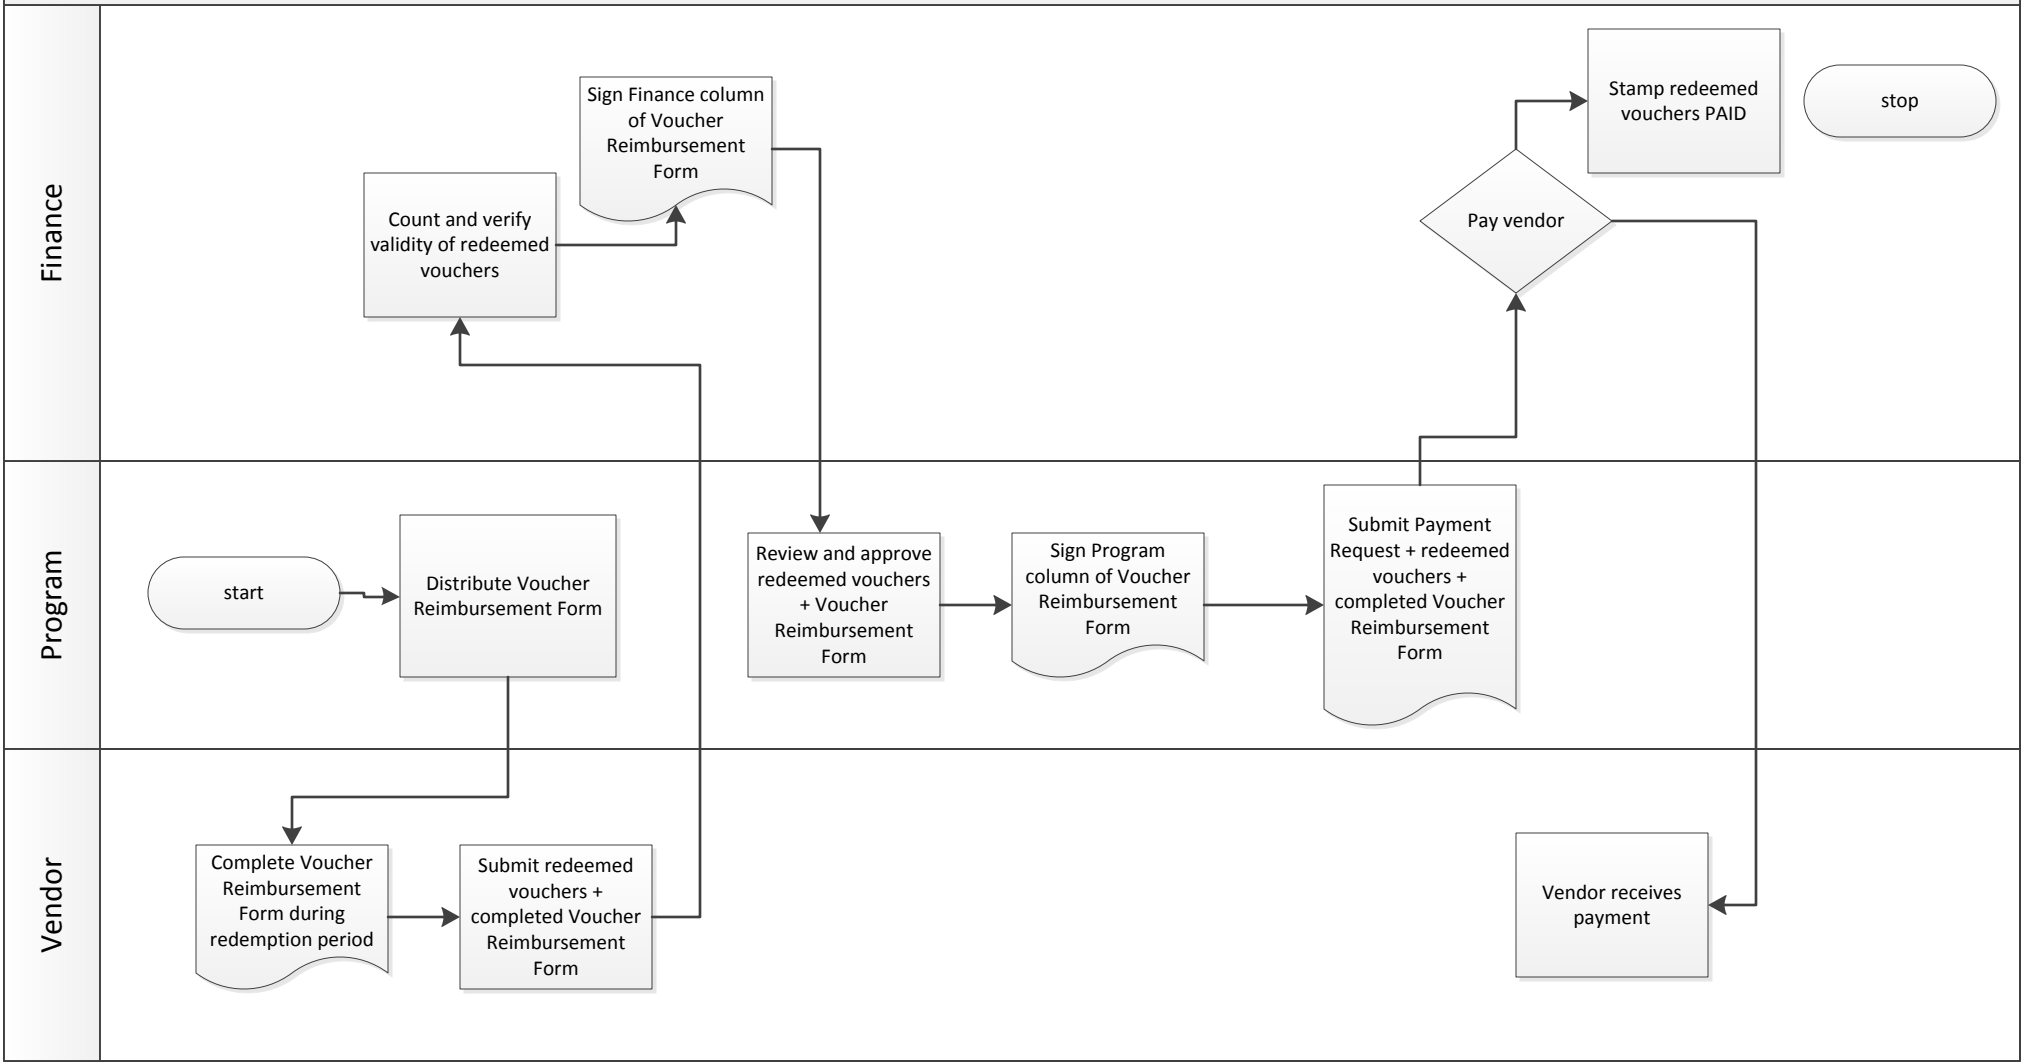 Finance
Sign Finance column
of Voucher
Reimbursement
Form
Count and verify
validity of redeemed
vouchers
Pay vendor
Stamp redeemed
vouchers PAID
stop
Program
start
Distribute Voucher
Reimbursement Form
Review and approve
redeemed vouchers
+ Voucher
Reimbursement
Form
Sign Program
column of Voucher
Reimbursement
Form
Submit Payment
Request + redeemed
vouchers +
completed Voucher
Reimbursement
Form
Vendor
Complete Voucher
Reimbursement
Form during
redemption period
Submit redeemed
vouchers +
completed Voucher
Reimbursement
Form
Vendor receives
payment